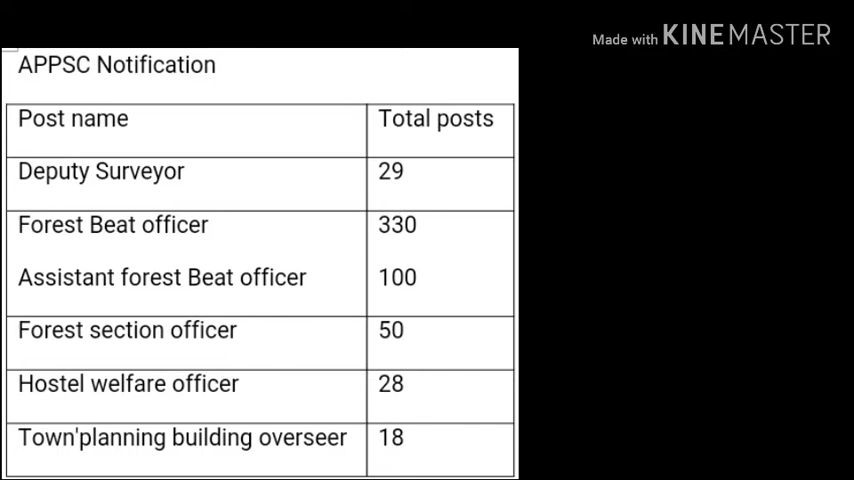 Made with KINEMASTER
APPSC Notification
Post name Total posts
Deputy Surveyor 29
Forest Beat officer 330
Assistant forest Beat officer 100
Forest section officer 50
Hostel welfare officer 28
Town'planning building overseer 18